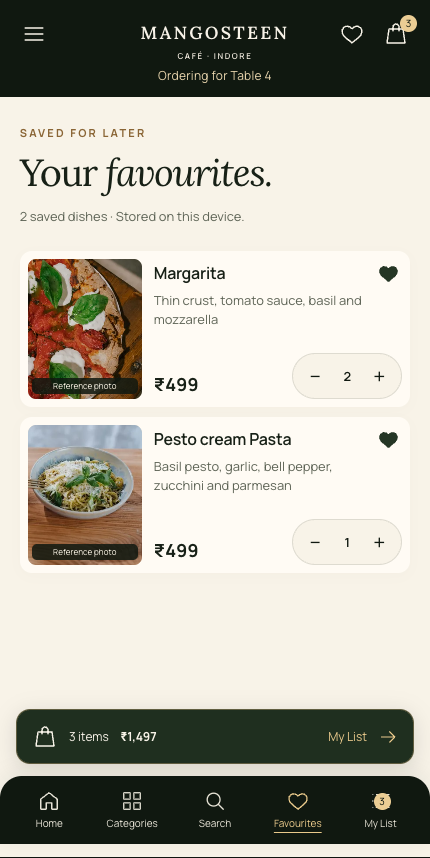 MANGOSTEEN
3
CAFÉ · INDORE
Ordering for Table 4
SAVED FOR LATER
Your favourites.
2 saved dishes · Stored on this device.
Margarita
Thin crust, tomato sauce, basil and
mozzarella
Reference photo
₹499
− 2 +
Pesto cream Pasta
Basil pesto, garlic, bell pepper,
zucchini and parmesan
Reference photo
₹499
− 1 +
3 items ₹1,497 My List →
3
Home Categories Search Favourites My List